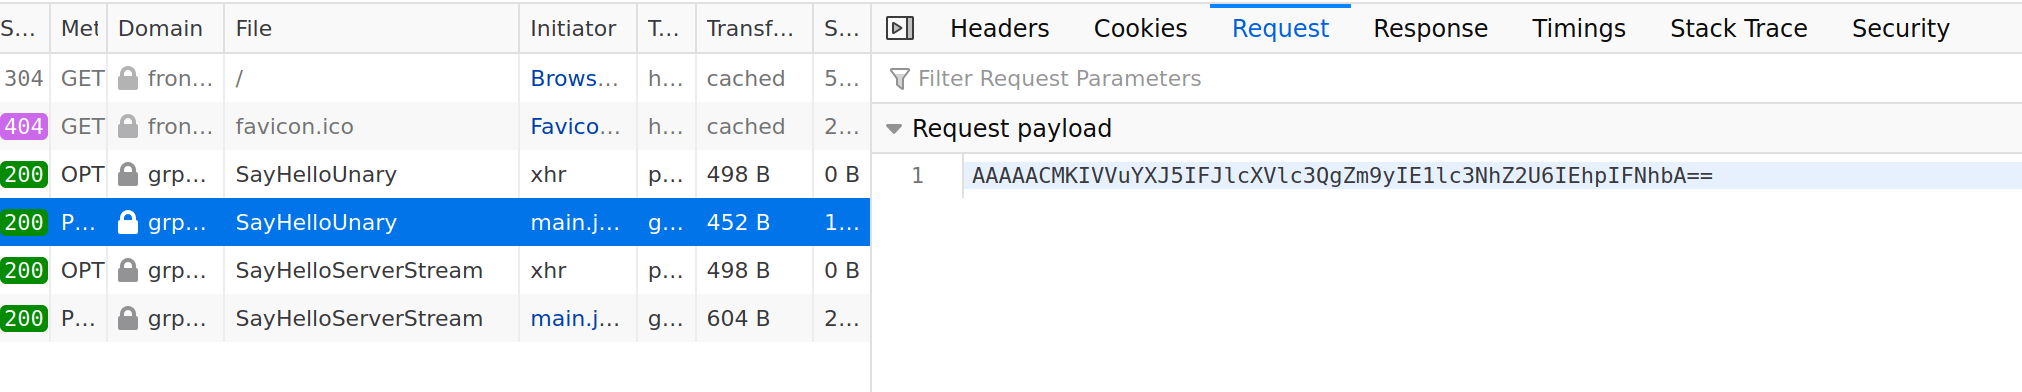 S... Met Domain File Initiator T... Transf... S...
304 GET fron... / Brows... h... cached 5...
404 GET fron... favicon.ico Favico... h... cached 2...
200 OPT grp... SayHelloUnary xhr p... 498 B 0 B
200 P... grp... SayHelloUnary main.j... g... 452 B 1...
200 OPT grp... SayHelloServerStream xhr p... 498 B 0 B
200 P... grp... SayHelloServerStream main.j... g... 604 B 2...
Headers Cookies Request Response Timings Stack Trace Security
Filter Request Parameters
Request payload
1 AAAAACMKIVVuYXJ5IFJlcXVlc3QgZm9yIE1lc3NhZ2U6IEhpIFNhbA==